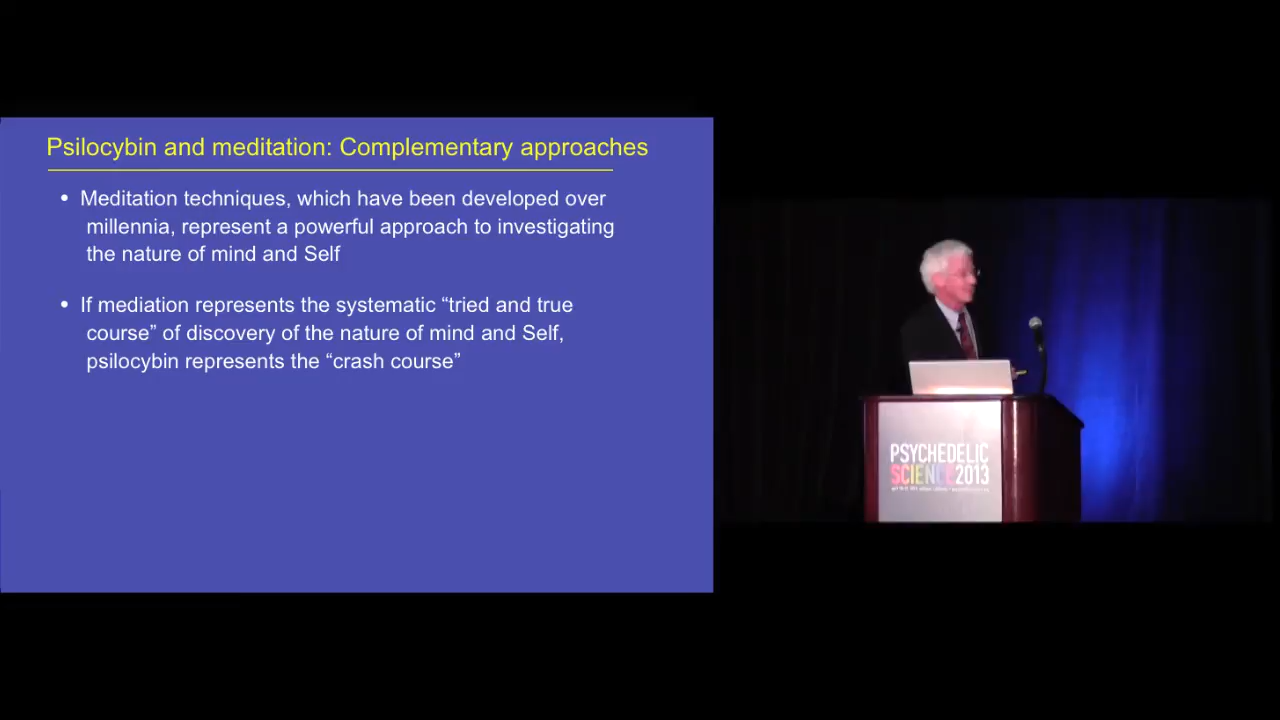 Psilocybin and meditation: Complementary approaches
• Meditation techniques, which have been developed over
millennia, represent a powerful approach to investigating
the nature of mind and Self
• If mediation represents the systematic “tried and true
course” of discovery of the nature of mind and Self,
psilocybin represents the “crash course”
PSYCHEDELIC
SCIENCE2013